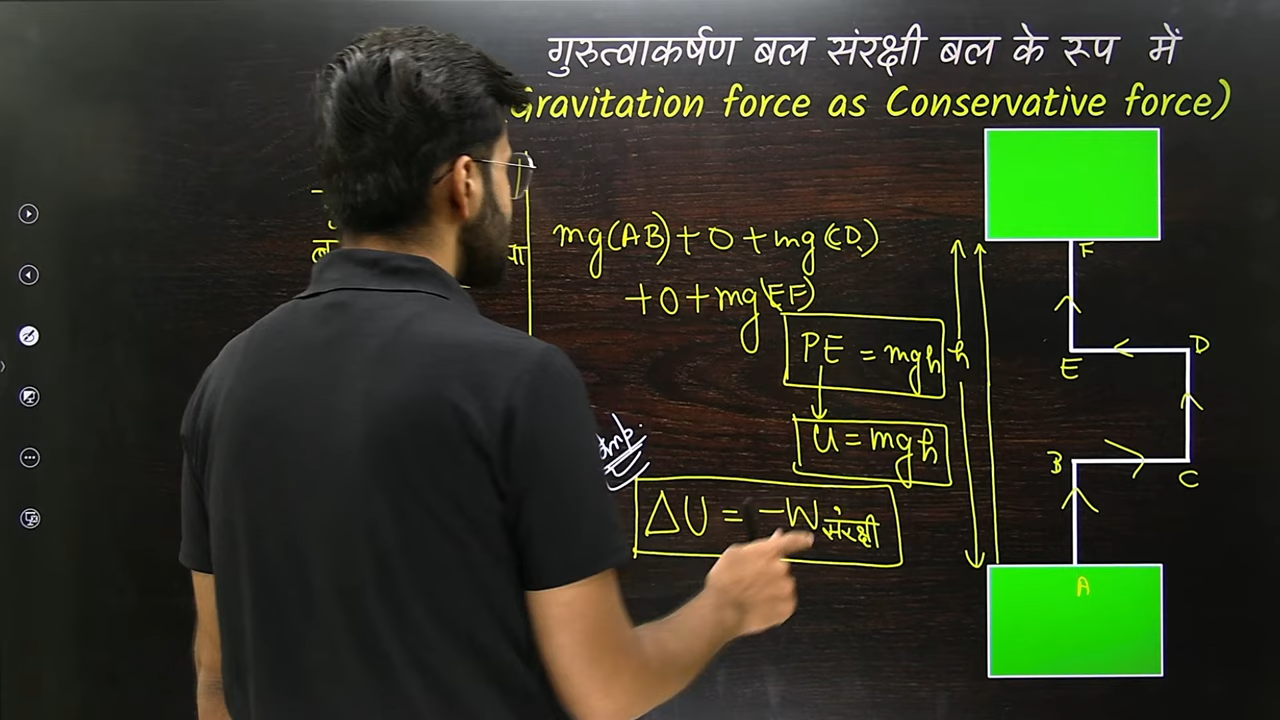 गुरुत्वाकर्षण बल संरक्षी बल के रूप में
Gravitation force as Conservative force)
mg(AB)+0+mg(CD)
+0+mg(EF)
PE = mgh
U = mgh
Imp.
ΔU = -W संरक्षी
h
F
E
D
B
C
A